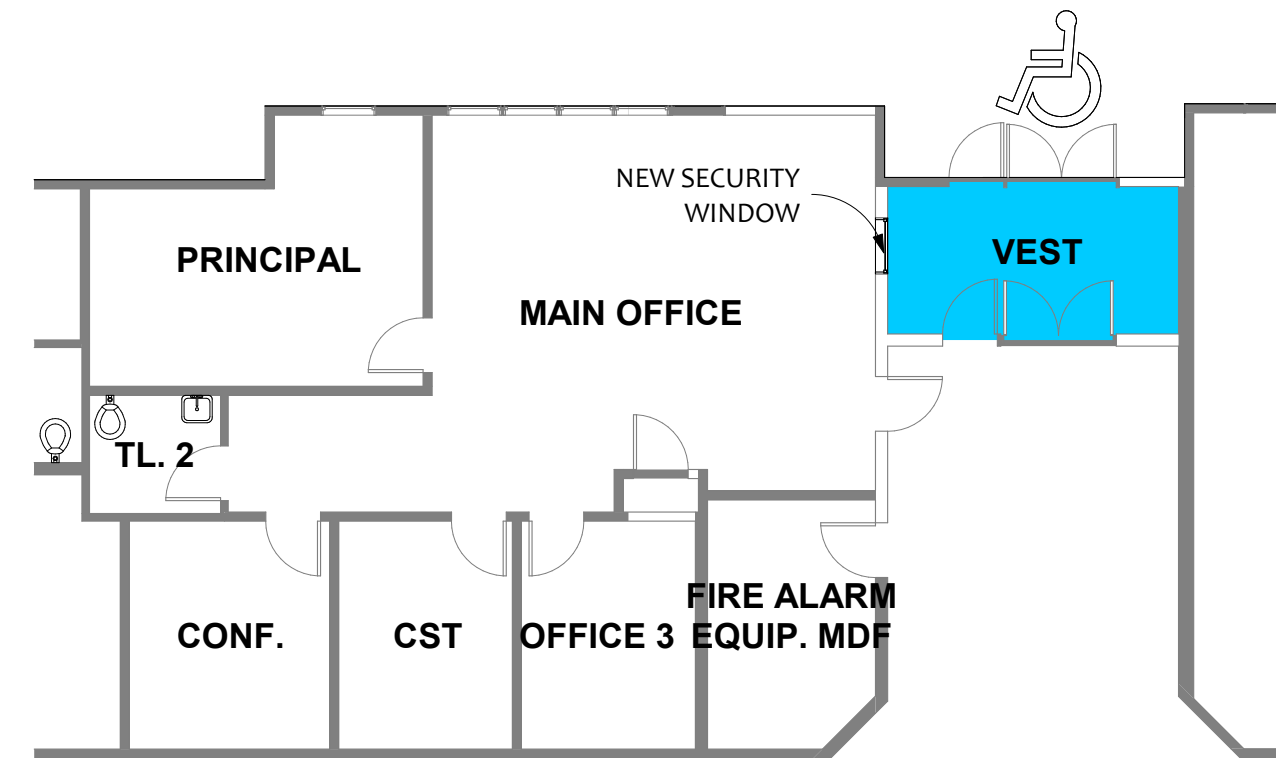 NEW SECURITY
WINDOW
VEST
PRINCIPAL
MAIN OFFICE
TL. 2
CONF.
CST
OFFICE 3
FIRE ALARM
EQUIP. MDF